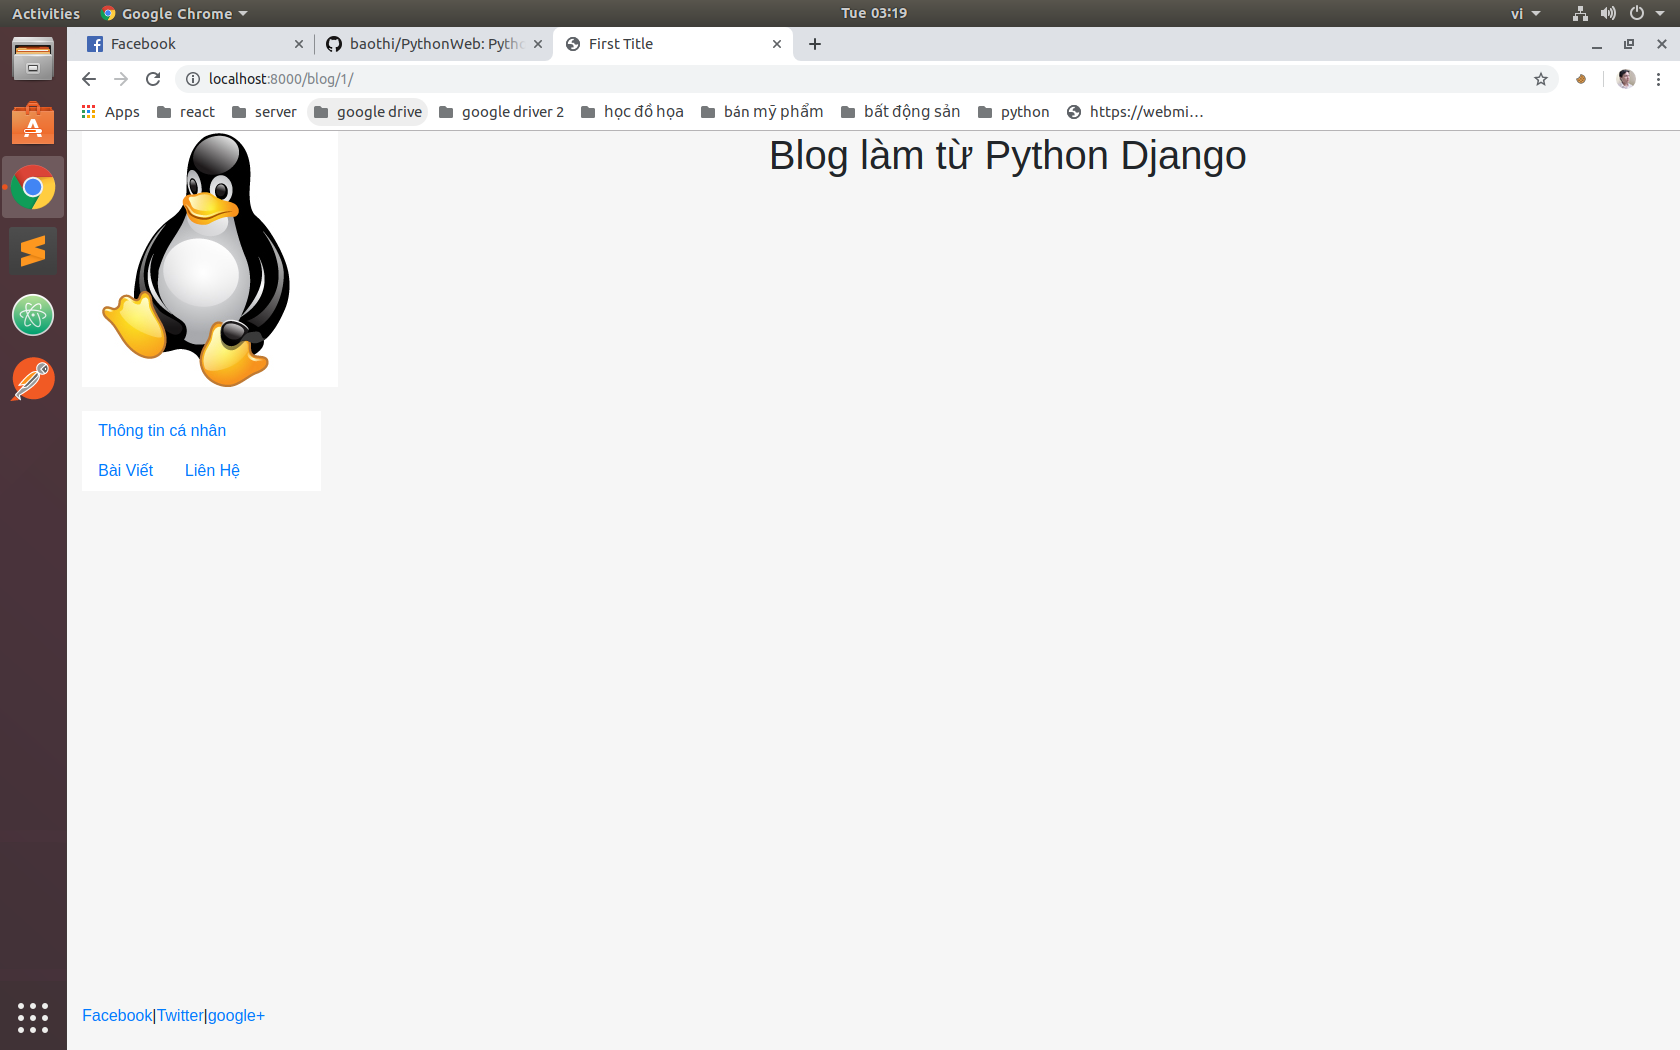 Activities Google Chrome Tue 03:19 vi
Facebook baothi/PythonWeb: Pytho First Title
localhost:8000/blog/1/
Apps react server google drive google driver 2 học đồ họa bán mỹ phẩm bất động sản python https://webmi...
Blog làm từ Python Django
Thông tin cá nhân
Bài Viết Liên Hệ
Facebook|Twitter|google+